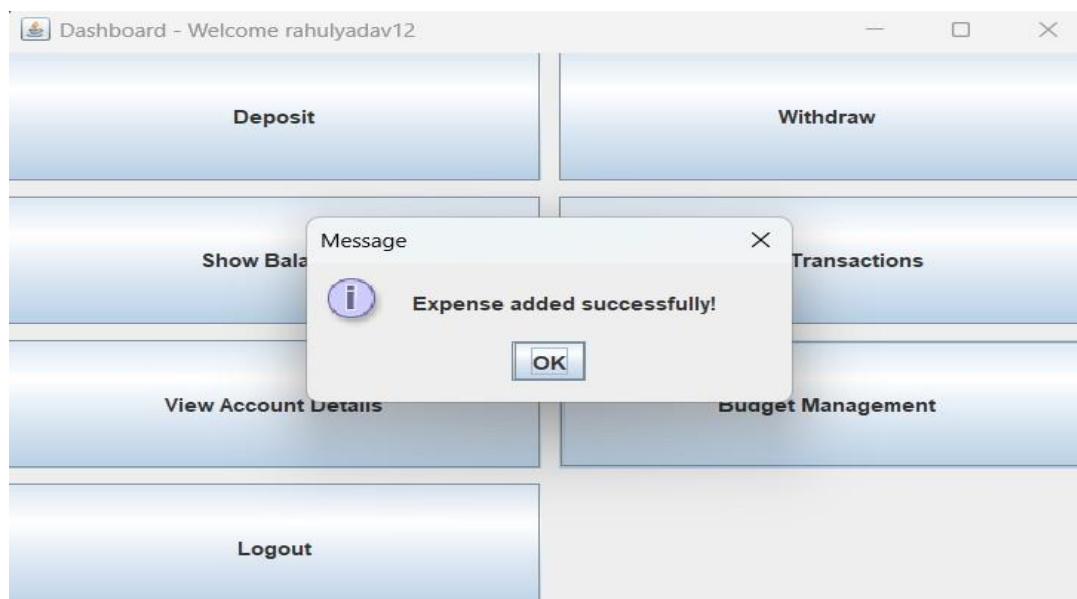 Dashboard - Welcome rahulyadav12
Deposit
Withdraw
Show Bala
Transactions
Message
Expense added successfully!
OK
View Account Details
Budget Management
Logout